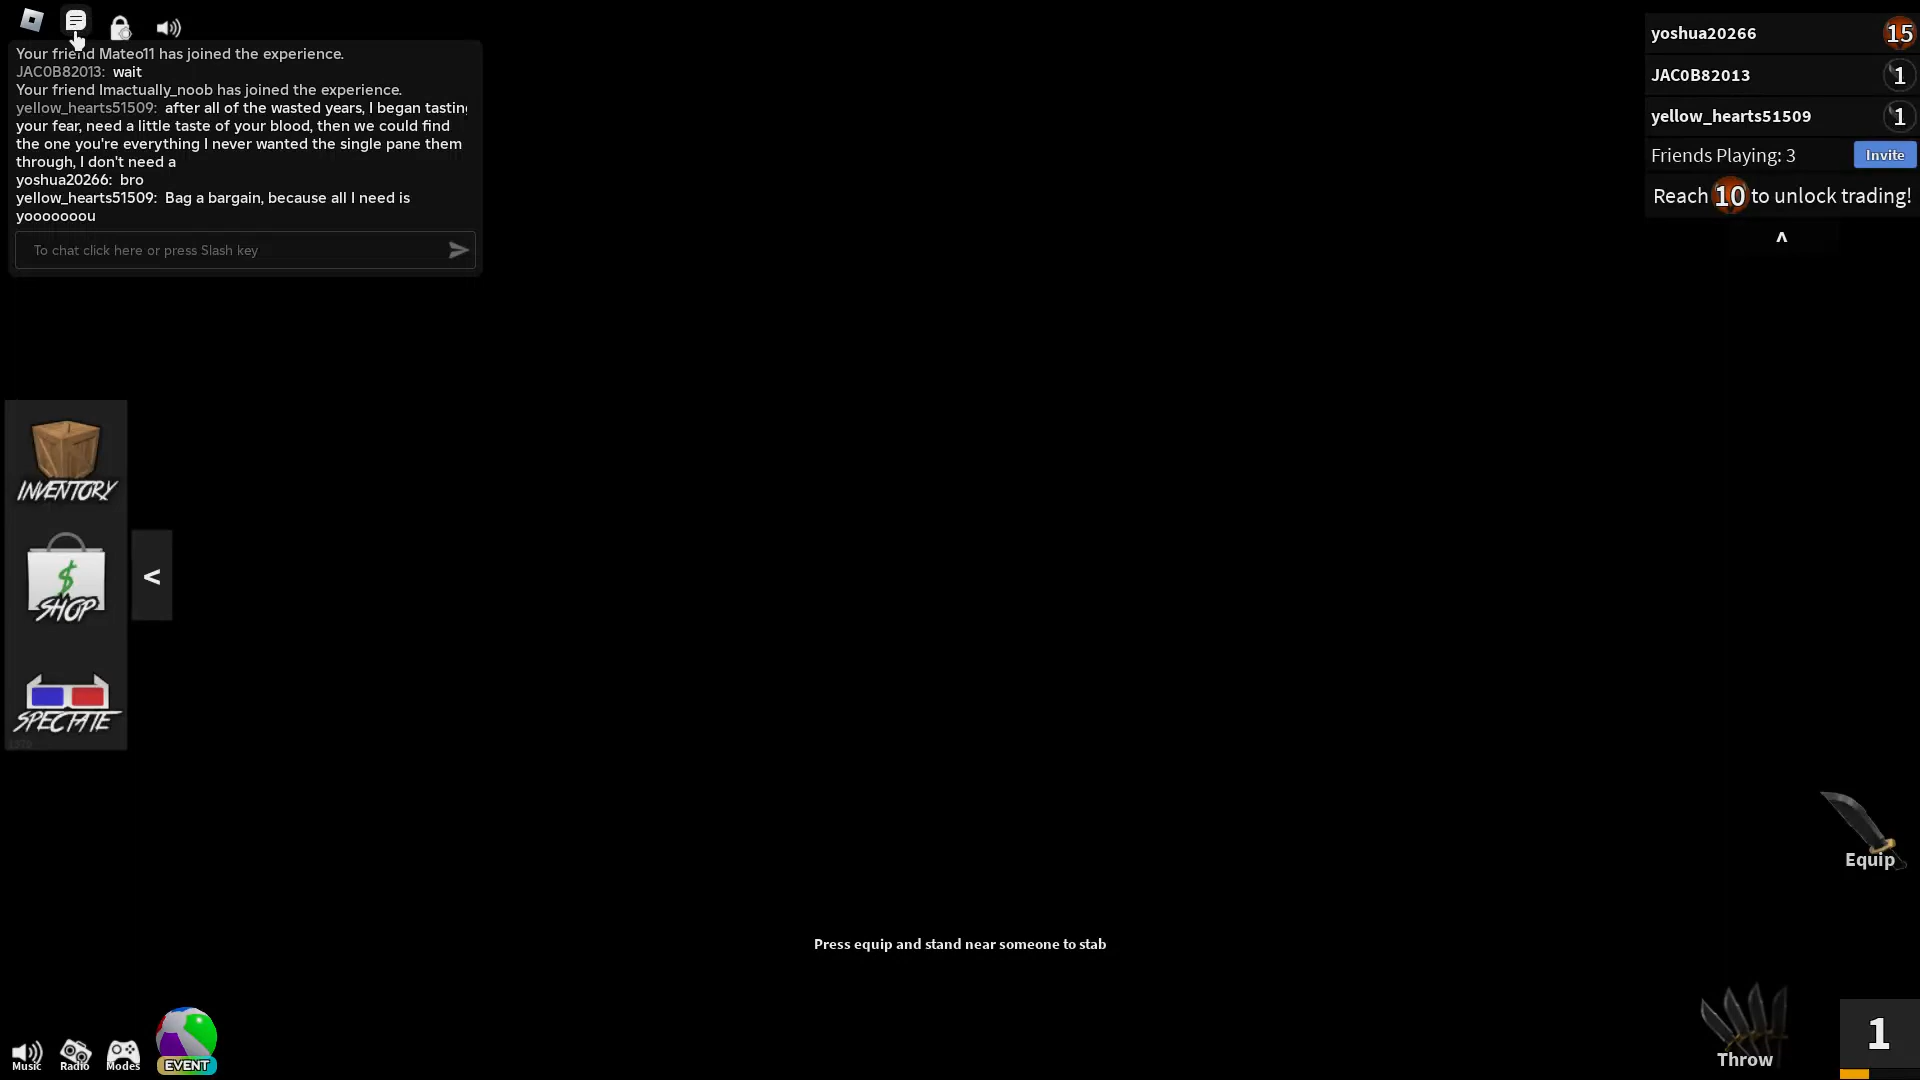 Your friend Mateo11 has joined the experience.
JAC0B82013: wait
Your friend Imactually_noob has joined the experience.
yellow_hearts51509: after all of the wasted years, I began tasting
your fear, need a little taste of your blood, then we could find
the one you're everything I never wanted the single pane them
through, I don't need a
yoshua20266: bro
yellow_hearts51509: Bag a bargain, because all I need is
yooooooou
To chat click here or press Slash key
yoshua20266 15
JAC0B82013 1
yellow_hearts51509 1
Friends Playing: 3 Invite
Reach 10 to unlock trading!
^
INVENTORY
SHOP
<
SPECTATE
Equip
Press equip and stand near someone to stab
Music
Radio
Modes
EVENT
Throw
1